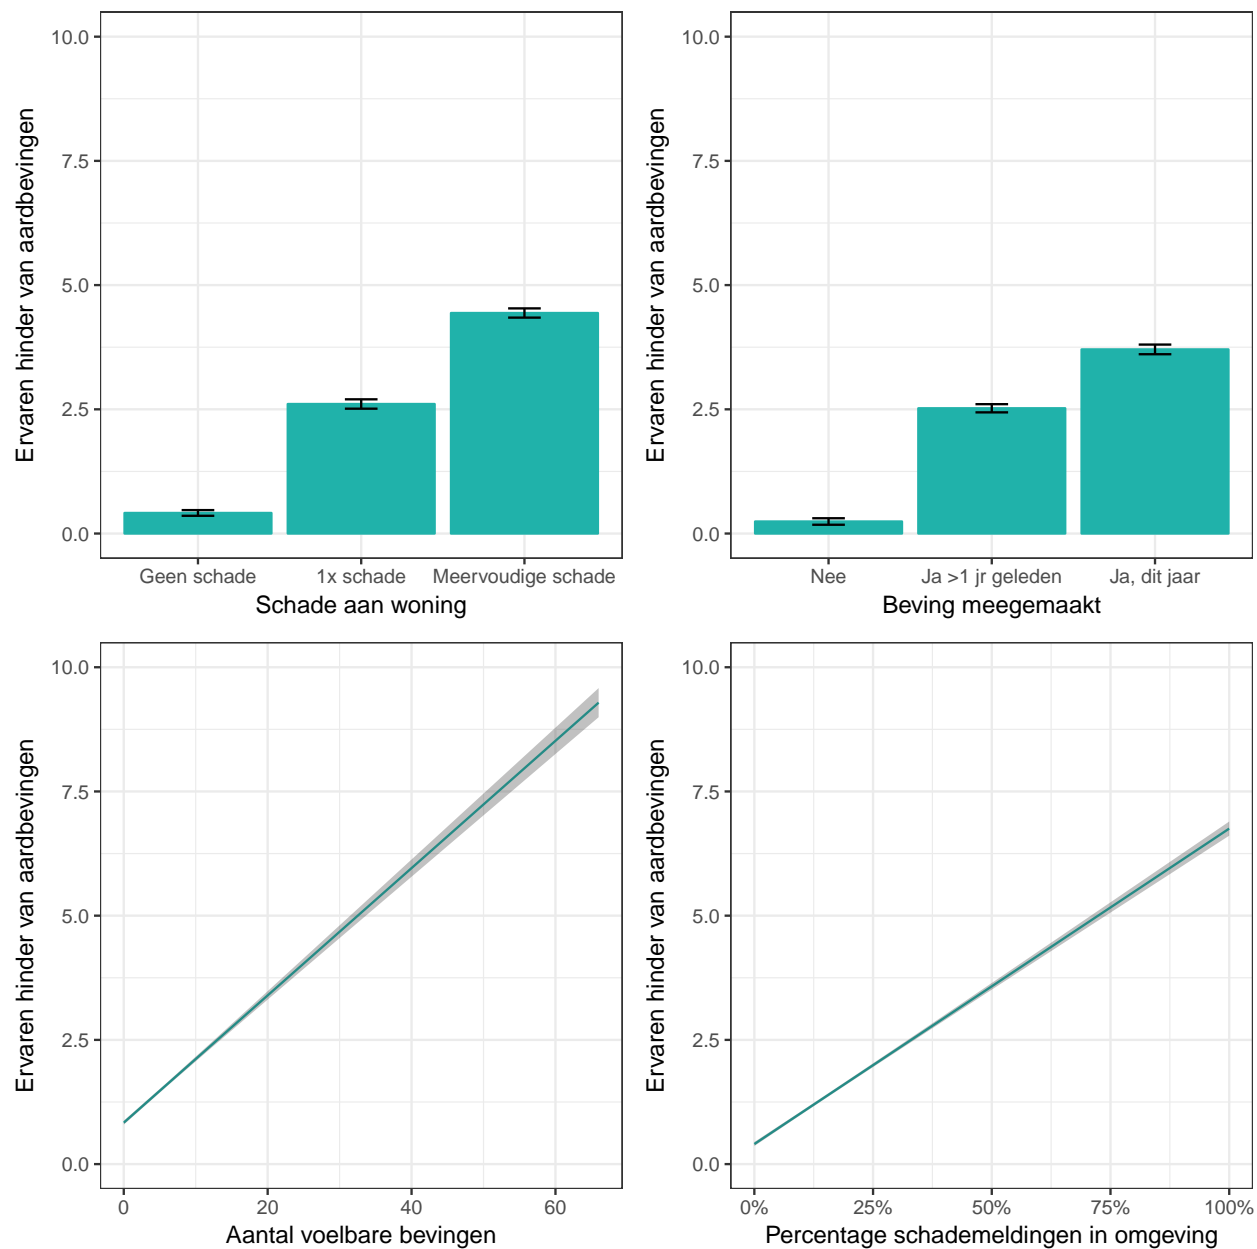 10.0
7.5
5.0
2.5
0.0
Ervaren hinder van aardbevingen
Geen schade 1x schade Meervoudige schade
Schade aan woning
10.0
7.5
5.0
2.5
0.0
Ervaren hinder van aardbevingen
Nee Ja >1 jr geleden Ja, dit jaar
Beving meegemaakt
10.0
7.5
5.0
2.5
0.0
Ervaren hinder van aardbevingen
0 20 40 60
Aantal voelbare bevingen
10.0
7.5
5.0
2.5
0.0
Ervaren hinder van aardbevingen
0% 25% 50% 75% 100%
Percentage schademeldingen in omgeving